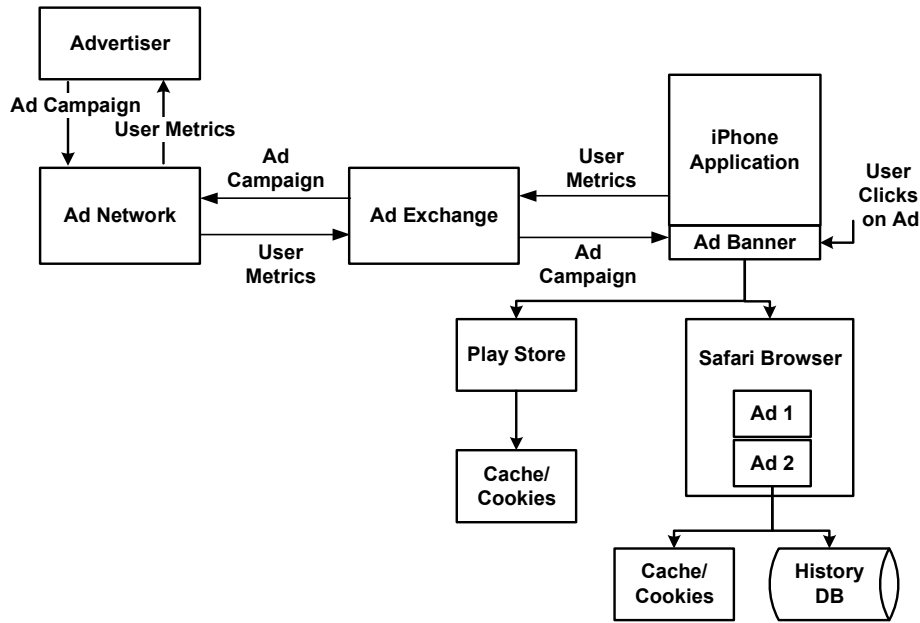 Advertiser
Ad Campaign
User Metrics
Ad Network
Ad
Campaign
User
Metrics
Ad Exchange
User
Metrics
Ad
Campaign
iPhone
Application
Ad Banner
User
Clicks
on Ad
Play Store
Cache/
Cookies
Safari Browser
Ad 1
Ad 2
Cache/
Cookies
History
DB